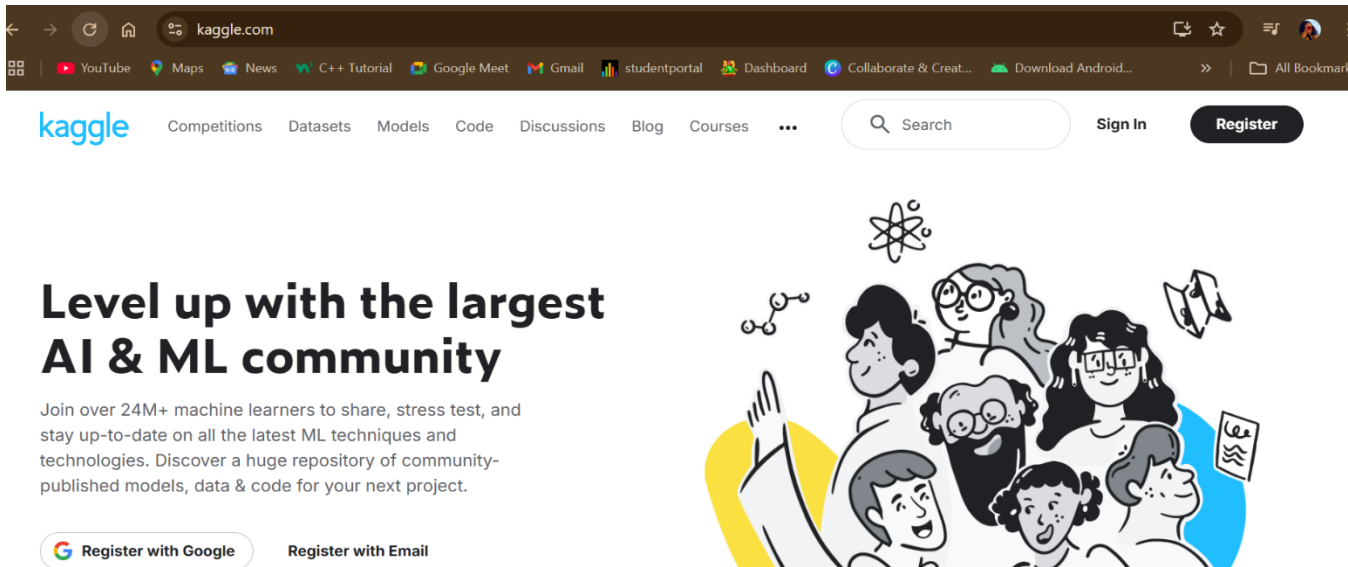 kaggle.com
YouTube Maps News C++ Tutorial Google Meet Gmail studentportal Dashboard Collaborate & Creat... Download Android... » All Bookmark
kaggle Competitions Datasets Models Code Discussions Blog Courses ••• Search Sign In Register
Level up with the largest
AI & ML community
Join over 24M+ machine learners to share, stress test, and
stay up-to-date on all the latest ML techniques and
technologies. Discover a huge repository of community-
published models, data & code for your next project.
Register with Google Register with Email